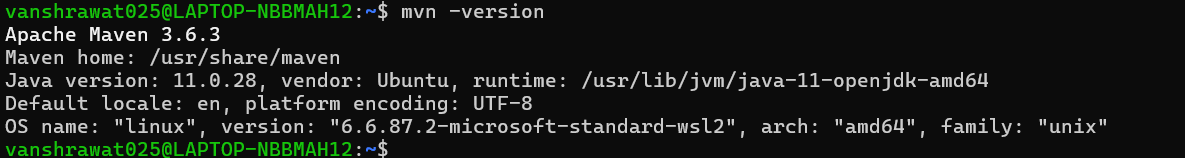 vanshrawat025@LAPTOP-NBBMAH12:~$ mvn -version
Apache Maven 3.6.3
Maven home: /usr/share/maven
Java version: 11.0.28, vendor: Ubuntu, runtime: /usr/lib/jvm/java-11-openjdk-amd64
Default locale: en, platform encoding: UTF-8
OS name: "linux", version: "6.6.87.2-microsoft-standard-wsl2", arch: "amd64", family: "unix"
vanshrawat025@LAPTOP-NBBMAH12:~$